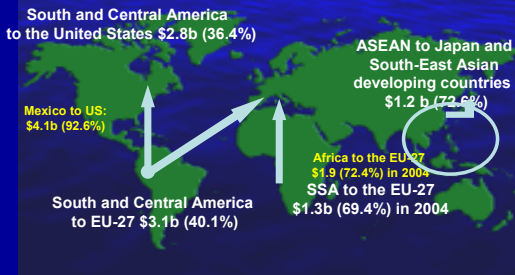 South and Central America
to the United States $2.8b (36.4%)
ASEAN to Japan and
South-East Asian
developing countries
$1.2 b (72.6%)
Mexico to US:
$4.1b (92.6%)
Africa to the EU-27
$1.9 (72.4%) in 2004
SSA to the EU-27
$1.3b (69.4%) in 2004
South and Central America
to EU-27 $3.1b (40.1%)